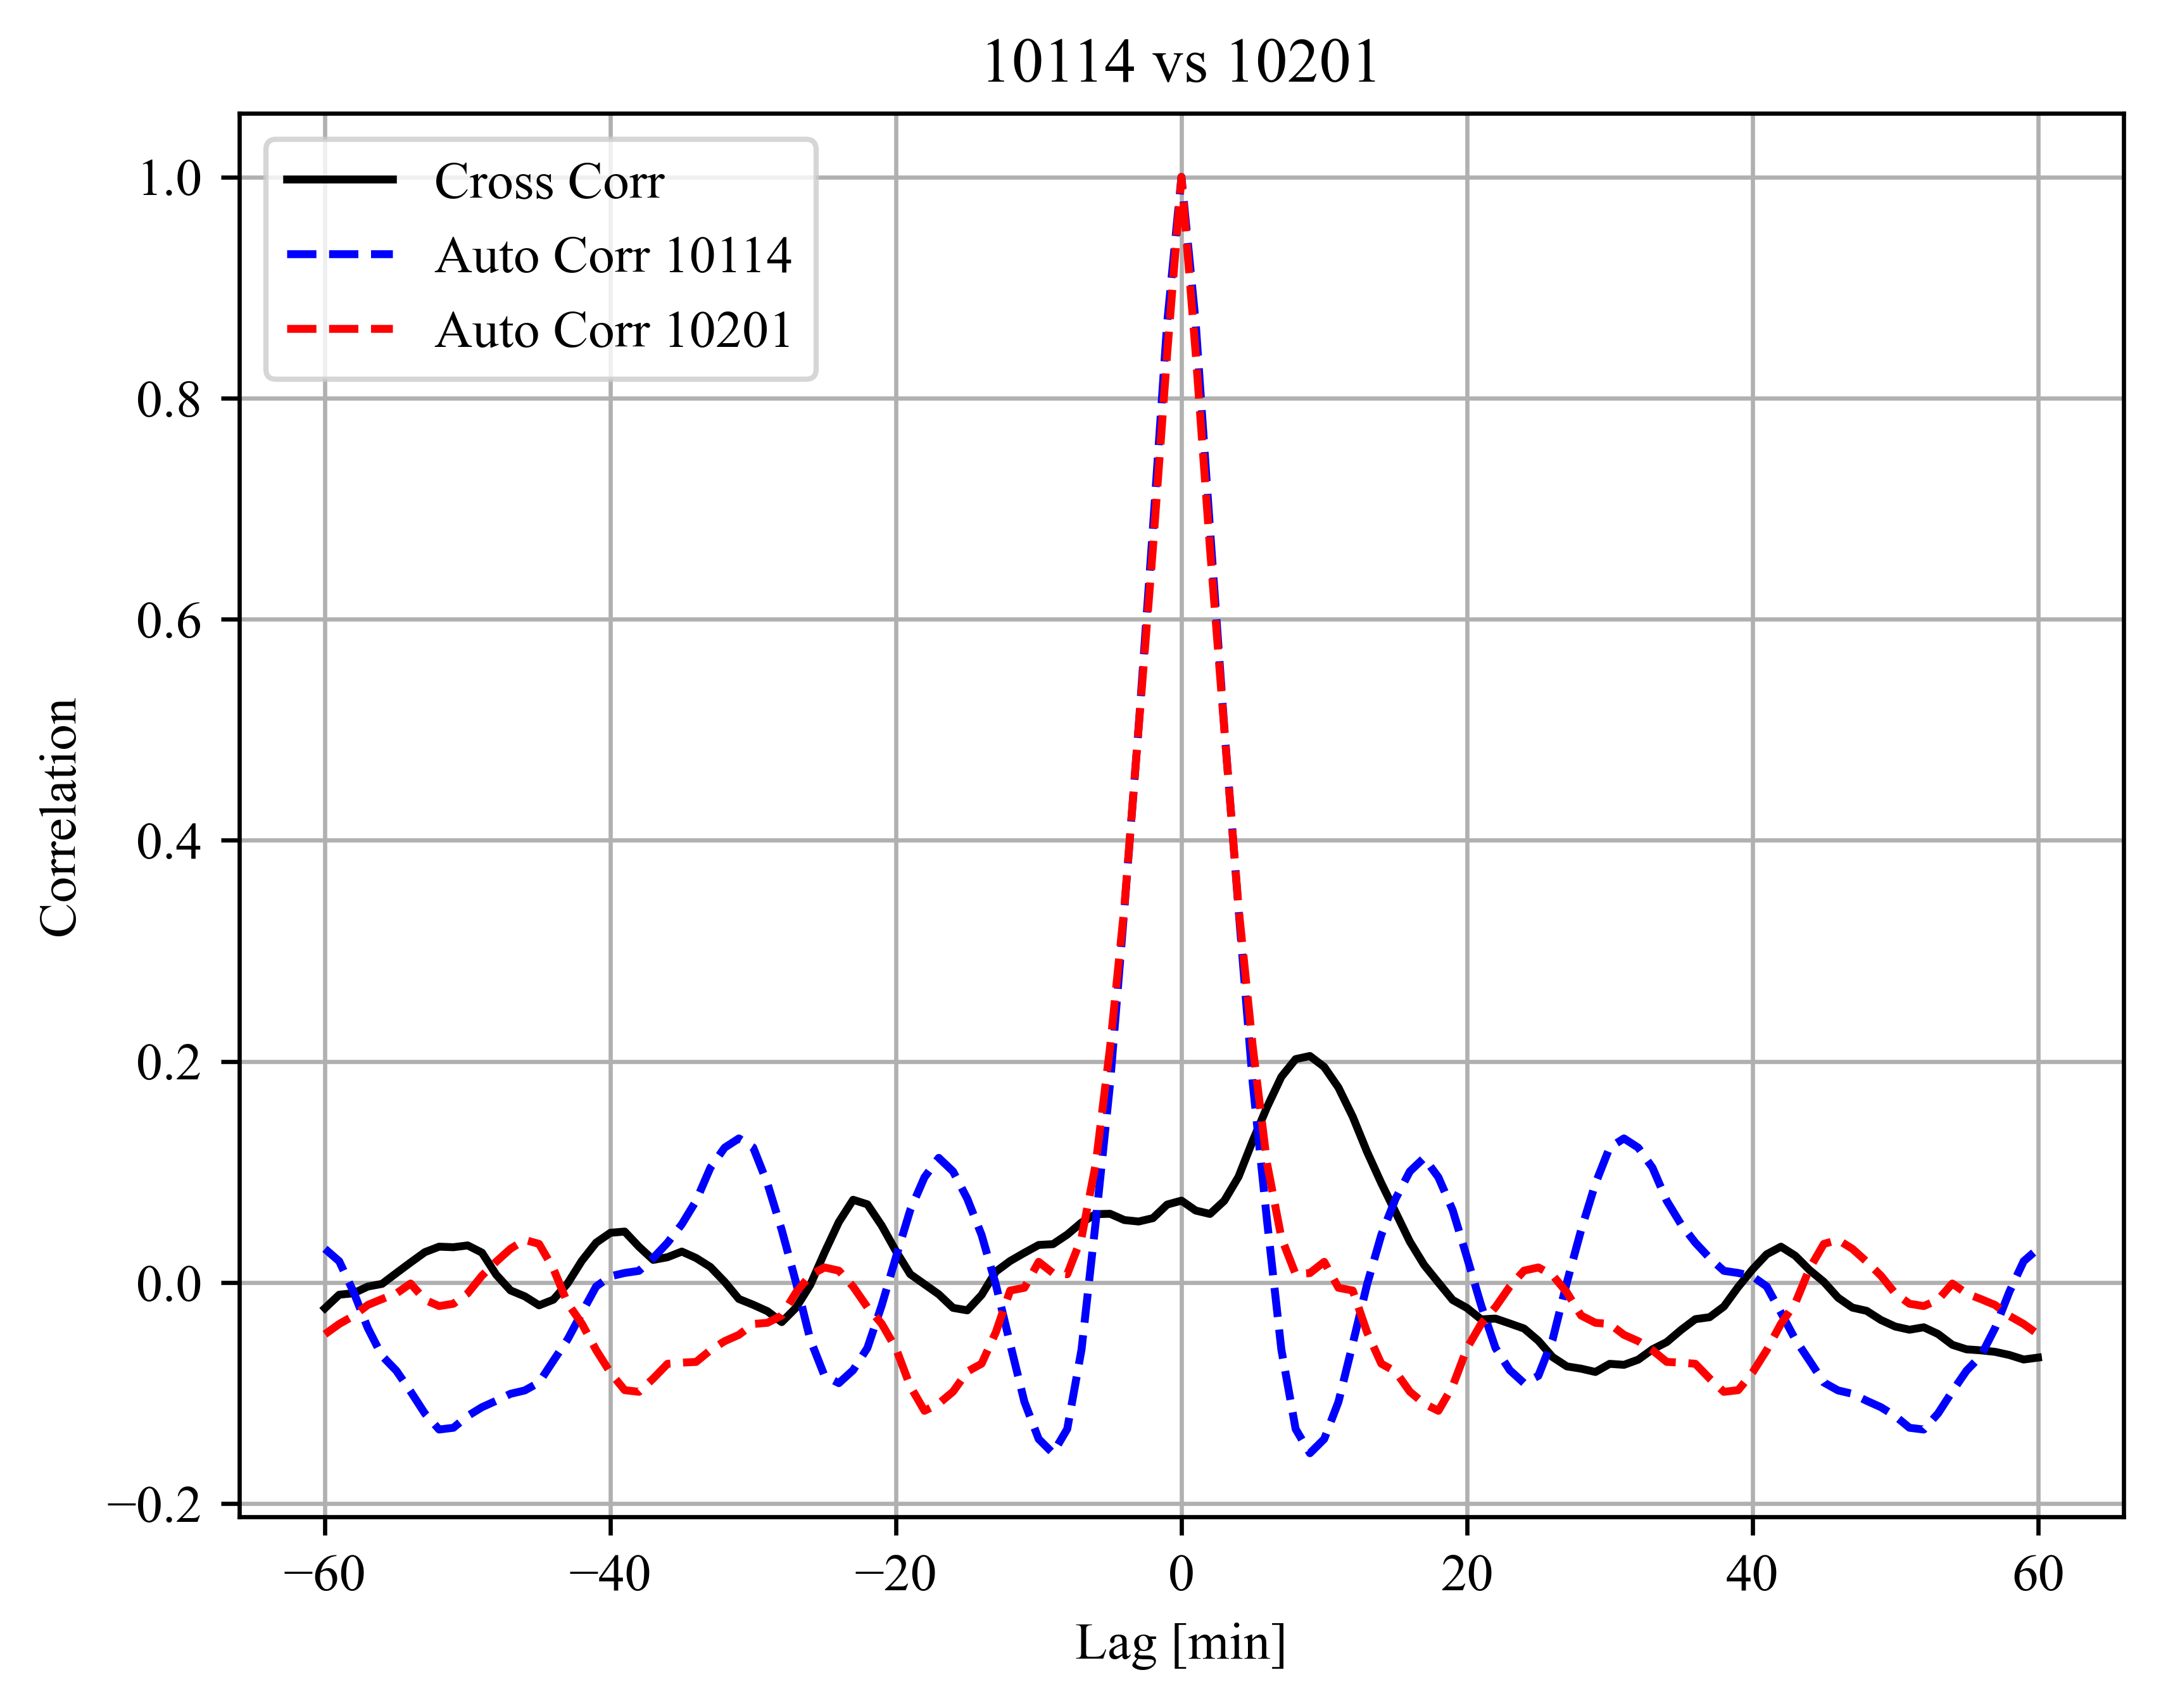 10114 vs 10201
Cross Corr
Auto Corr 10114
Auto Corr 10201
1.0
0.8
0.6
0.4
0.2
0.0
−0.2
Correlation
−60
−40
−20
0
20
40
60
Lag [min]